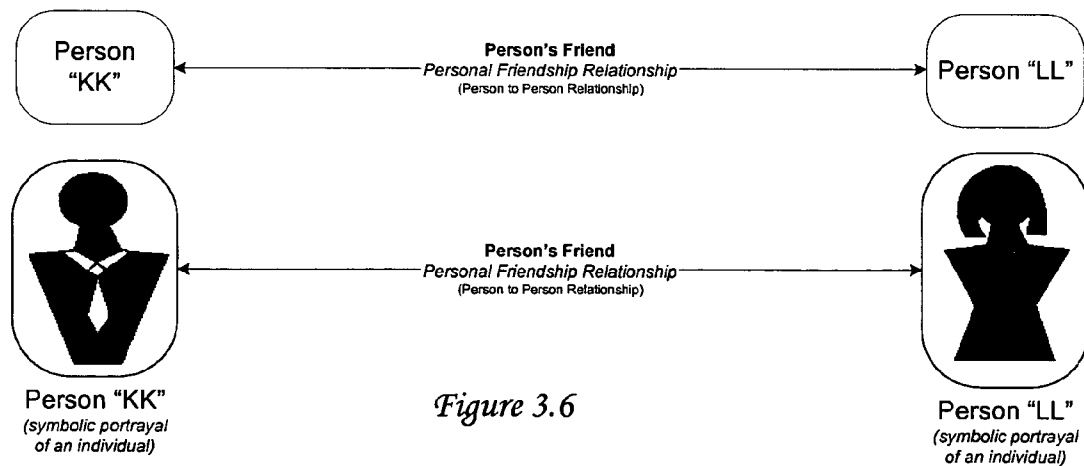 Person
“KK”
Person's Friend
Personal Friendship Relationship
(Person to Person Relationship)
Person “LL”
Person's Friend
Personal Friendship Relationship
(Person to Person Relationship)
Person “KK”
(symbolic portrayal
of an individual)
Figure 3.6
Person “LL”
(symbolic portrayal
of an individual)